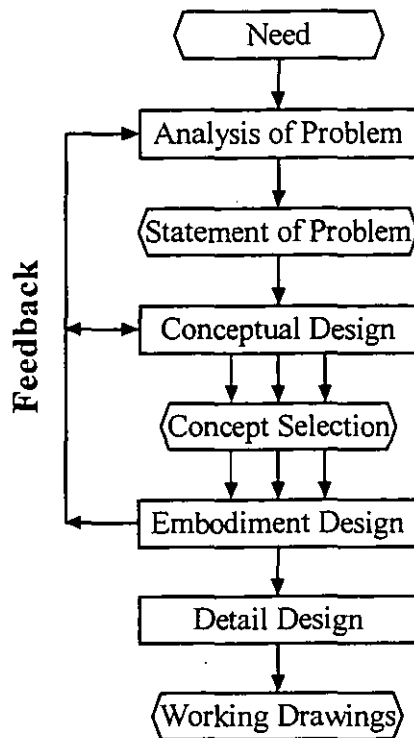 Need
Analysis of Problem
Statement of Problem
Feedback
Conceptual Design
Concept Selection
Embodiment Design
Detail Design
Working Drawings